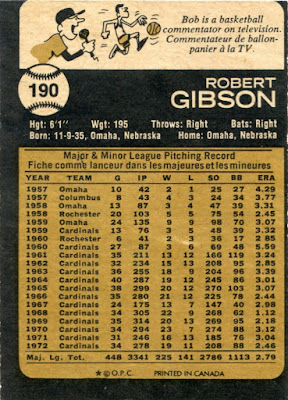 Bob is a basketball
commentator on television.
Commentateur de ballon-
panier à la TV.
190
ROBERT
GIBSON
Hgt: 6'1" Wgt: 195 Throws: Right Bats: Right
Born: 11-9-35, Omaha, Nebraska Home: Omaha, Nebraska
Major & Minor League Pitching Record
Fiche comme lanceur dans les majeures et les mineures
YEAR TEAM G IP W L SO BB ERA
1957 Omaha 10 42 2 1 25 27 4.29
1957 Columbus 8 43 4 3 24 34 3.77
1958 Omaha 13 87 3 4 47 39 3.31
1958 Rochester 20 103 5 5 75 54 2.45
1959 Omaha 24 135 9 9 98 70 3.07
1959 Cardinals 13 76 3 5 48 39 3.32
1960 Rochester 6 41 2 3 36 17 2.85
1960 Cardinals 27 87 3 6 69 48 5.59
1961 Cardinals 35 211 13 12 166 119 3.24
1962 Cardinals 32 234 15 13 208 95 2.85
1963 Cardinals 36 255 18 9 204 96 3.39
1964 Cardinals 40 287 19 12 245 86 3.01
1965 Cardinals 38 299 20 12 270 103 3.07
1966 Cardinals 35 280 21 12 225 78 2.44
1967 Cardinals 24 175 13 7 147 40 2.98
1968 Cardinals 34 305 22 9 268 62 1.12
1969 Cardinals 35 314 20 13 269 95 2.18
1970 Cardinals 34 294 23 7 274 88 3.12
1971 Cardinals 31 246 16 13 185 76 3.04
1972 Cardinals 34 278 19 11 208 88 2.46
Maj. Lg. Tot. 448 3341 225 141 2786 1113 2.79
* © O.P.C. PRINTED IN CANADA